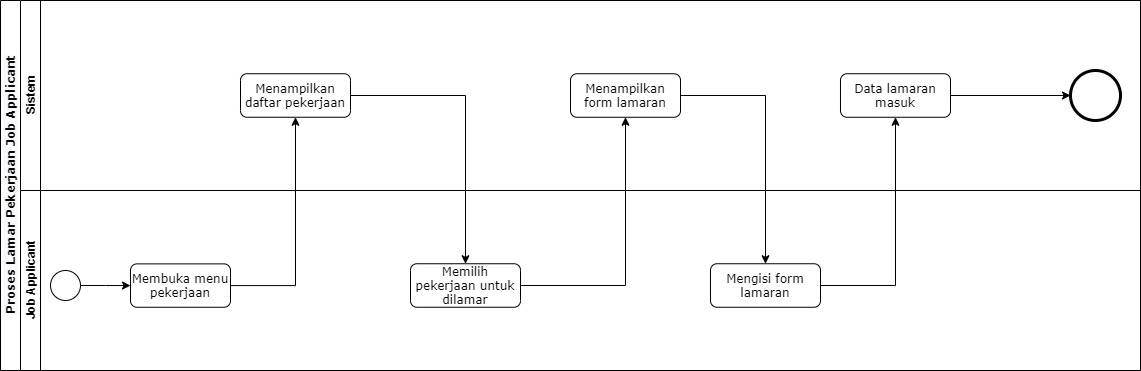 Proses Lamar Pekerjaan Job Applicant
Sistem
Menampilkan
daftar pekerjaan
Menampilkan
form lamaran
Data lamaran
masuk
Job Applicant
Membuka menu
pekerjaan
Memilih
pekerjaan untuk
dilamar
Mengisi form
lamaran